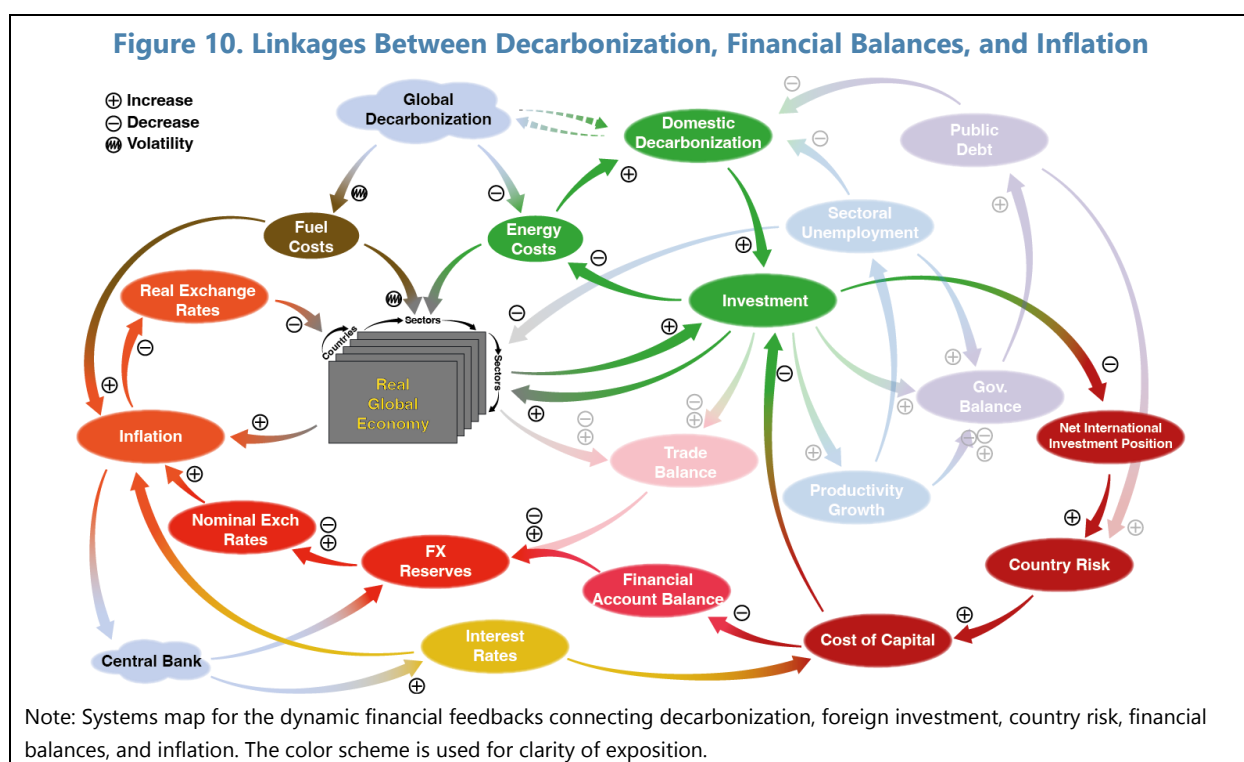 Figure 10. Linkages Between Decarbonization, Financial Balances, and Inflation
⊕ Increase
⊖ Decrease
Volatility
Global
Decarbonization
Domestic
Decarbonization
Public
Debt
Fuel
Costs
Energy
Costs
Sectoral
Unemployment
Real Exchange
Rates
Investment
Countries
Sectors
Sectors
Real
Global
Economy
Gov.
Balance
Inflation
Trade
Balance
Net International
Investment Position
Productivity
Growth
Nominal Exch
Rates
FX
Reserves
Financial
Account Balance
Country Risk
Central Bank
Interest
Rates
Cost of Capital
Note: Systems map for the dynamic financial feedbacks connecting decarbonization, foreign investment, country risk, financial
balances, and inflation. The color scheme is used for clarity of exposition.